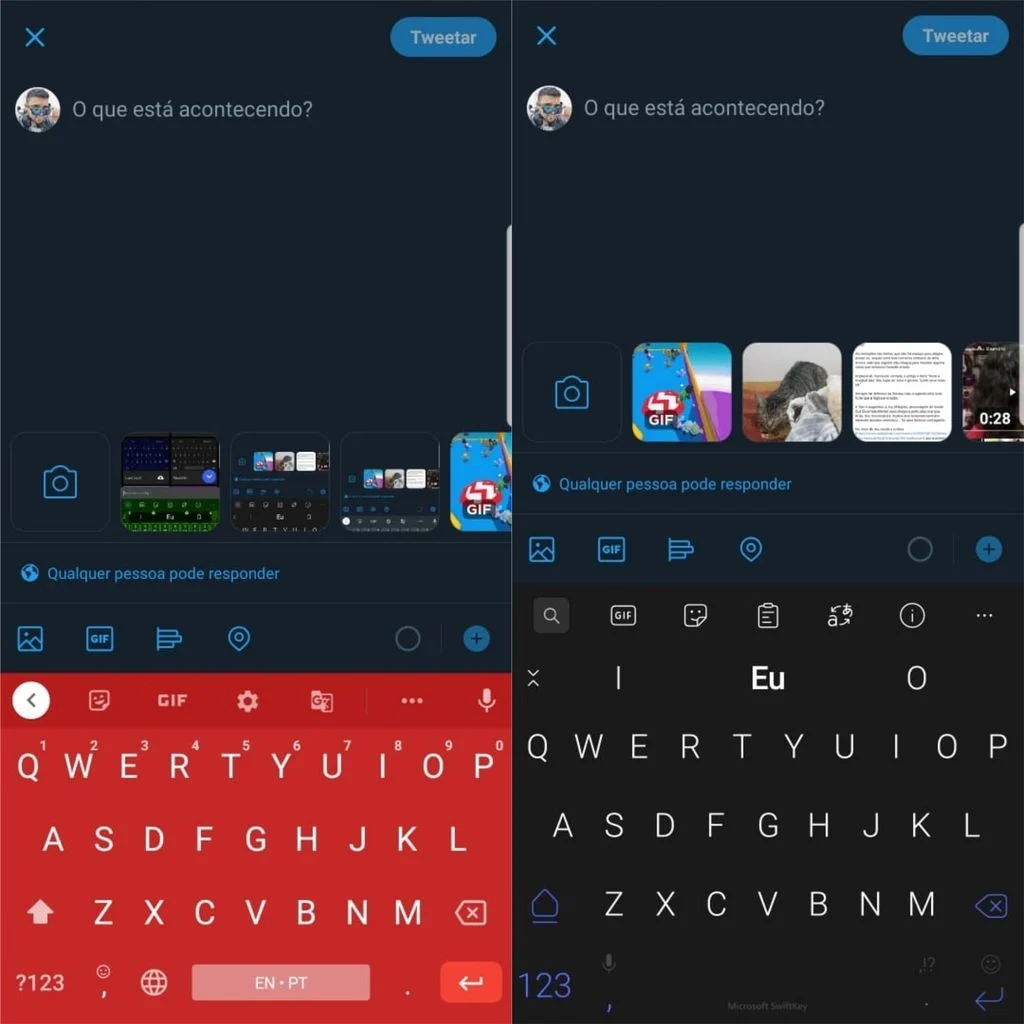 Tweetar
O que está acontecendo?
GIF
Qualquer pessoa pode responder
GIF
GIF
1 2 3 4 5 6 7 8 9 0
Q W E R T Y U I O P
A S D F G H J K L
Z X C V B N M
?123 , EN • PT .
Tweetar
O que está acontecendo?
GIF
0:28
Qualquer pessoa pode responder
GIF
GIF
I Eu O
Q W E R T Y U I O P
A S D F G H J K L
Z X C V B N M
,!?
123 , Microsoft SwiftKey .